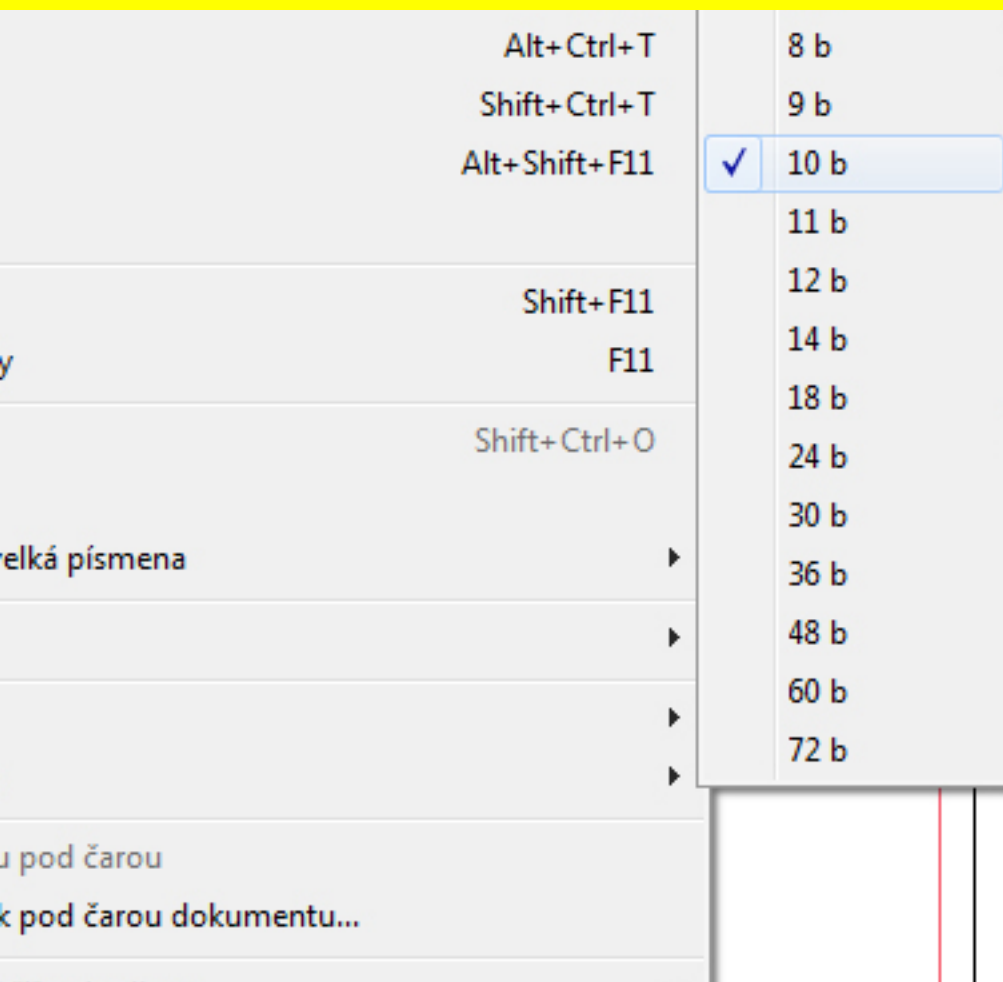 Alt+Ctrl+T
Shift+Ctrl+T
Alt+Shift+F11
Shift+F11
y F11
Shift+Ctrl+O
elká písmena
u pod čarou
k pod čarou dokumentu...
8 b
9 b
10 b
11 b
12 b
14 b
18 b
24 b
30 b
36 b
48 b
60 b
72 b